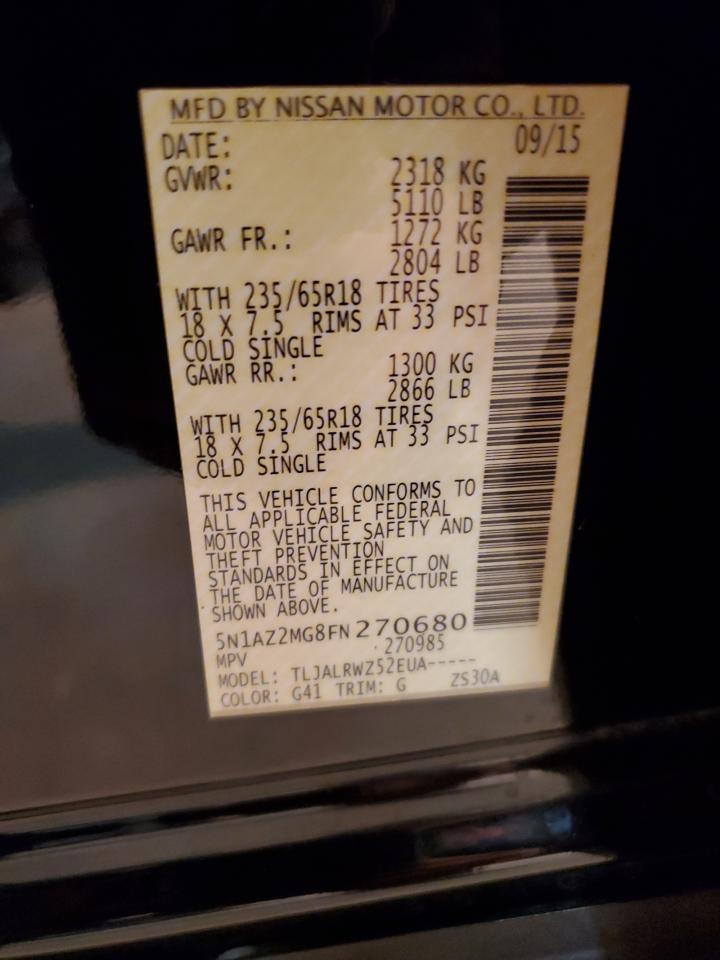 MFD BY NISSAN MOTOR CO., LTD.
DATE: 09/15
GVWR: 2318 KG
5110 LB
GAWR FR.: 1272 KG
2804 LB
WITH 235/65R18 TIRES
18 X 7.5 RIMS AT 33 PSI
COLD SINGLE
GAWR RR.: 1300 KG
2866 LB
WITH 235/65R18 TIRES
18 X 7.5 RIMS AT 33 PSI
COLD SINGLE
THIS VEHICLE CONFORMS TO
ALL APPLICABLE FEDERAL
MOTOR VEHICLE SAFETY AND
THEFT PREVENTION
STANDARDS IN EFFECT ON
THE DATE OF MANUFACTURE
SHOWN ABOVE.
5N1AZ2MG8FN270680
270985
MPV
MODEL: TLJALRWZ52EUA-----
COLOR: G41 TRIM: G ZS30A